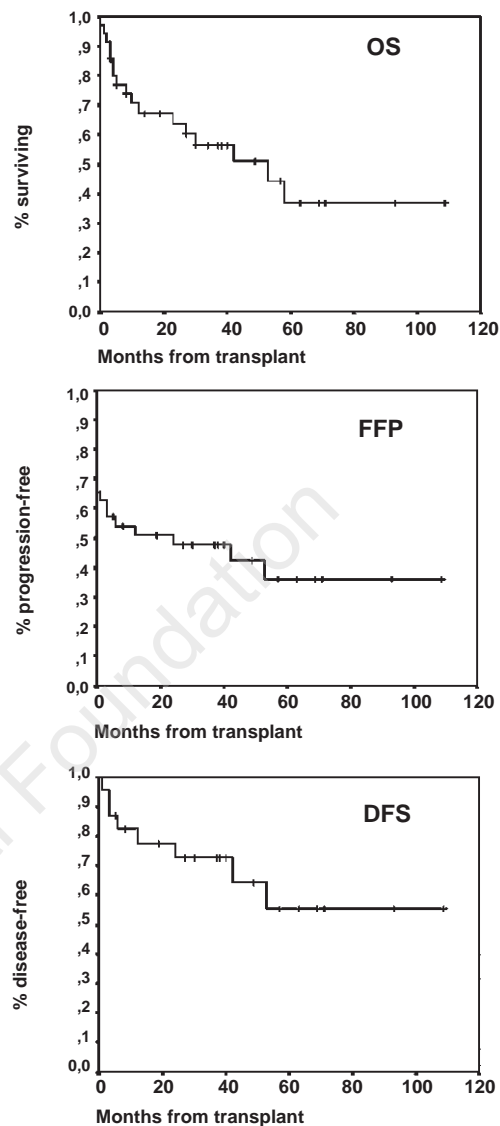 1,0
,9
,8
,7
,6
,5
,4
,3
,2
,1
0,0
% surviving
OS
0 20 40 60 80 100 120
Months from transplant
1,0
,9
,8
,7
,6
,5
,4
,3
,2
,1
0,0
% progression-free
FFP
0 20 40 60 80 100 120
Months from transplant
1,0
,9
,8
,7
,6
,5
,4
,3
,2
,1
0,0
% disease-free
DFS
0 20 40 60 80 100 120
Months from transplant
Foundation